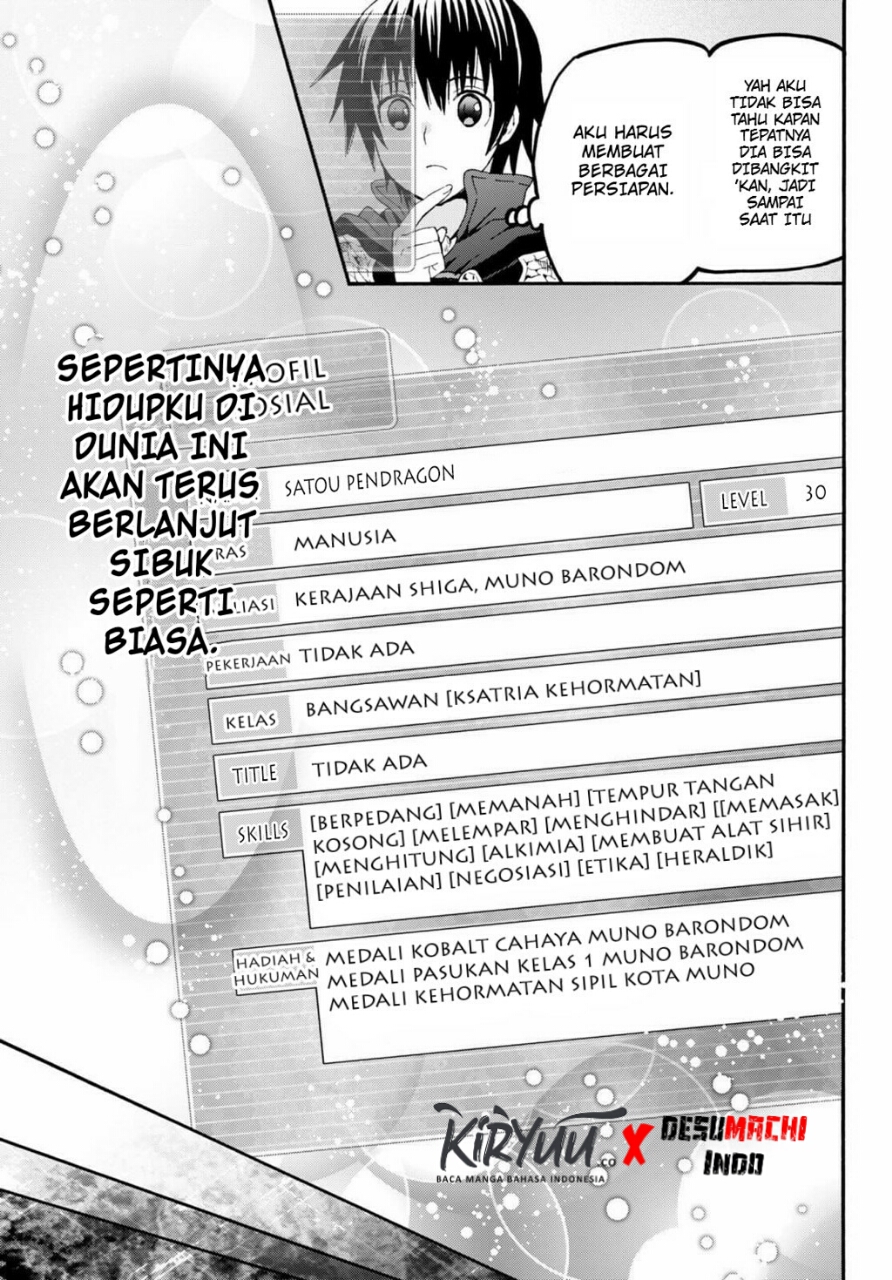 YAH AKU
TIDAK BISA
TAHU KAPAN
TEPATNYA
DIA BISA
DIBANGKIT
'KAN, JADI
SAMPAI
SAAT ITU
AKU HARUS
MEMBUAT
BERBAGAI
PERSIAPAN.
SEPERTINYA
HIDUPKU DI
DUNIA INI
AKAN TERUS
BERLANJUT
SIBUK
SEPERTI
BIASA.
SATOU PENDRAGON
LEVEL 30
MANUSIA
KERAJAAN SHIGA, MUNO BARONDOM
PEKERJAAN TIDAK ADA
KELAS BANGSAWAN [KSATRIA KEHORMATAN]
TITLE TIDAK ADA
SKILLS [BERPEDANG] [MEMANAH] [TEMPUR TANGAN
KOSONG] [MELEMPAR] [MENGHINDAR] [[MEMASAK]
[MENGHITUNG] [ALKIMIA] [MEMBUAT ALAT SIHIR]
[PENILAIAN] [NEGOSIASI] [ETIKA] [HERALDIK]
HADIAH &
HUKUMAN
MEDALI KOBALT CAHAYA MUNO BARONDOM
MEDALI PASUKAN KELAS 1 MUNO BARONDOM
MEDALI KEHORMATAN SIPIL KOTA MUNO
KIRYUU.CO X DESUMACHI
INDO
BACA MANGA BAHASA INDONESIA